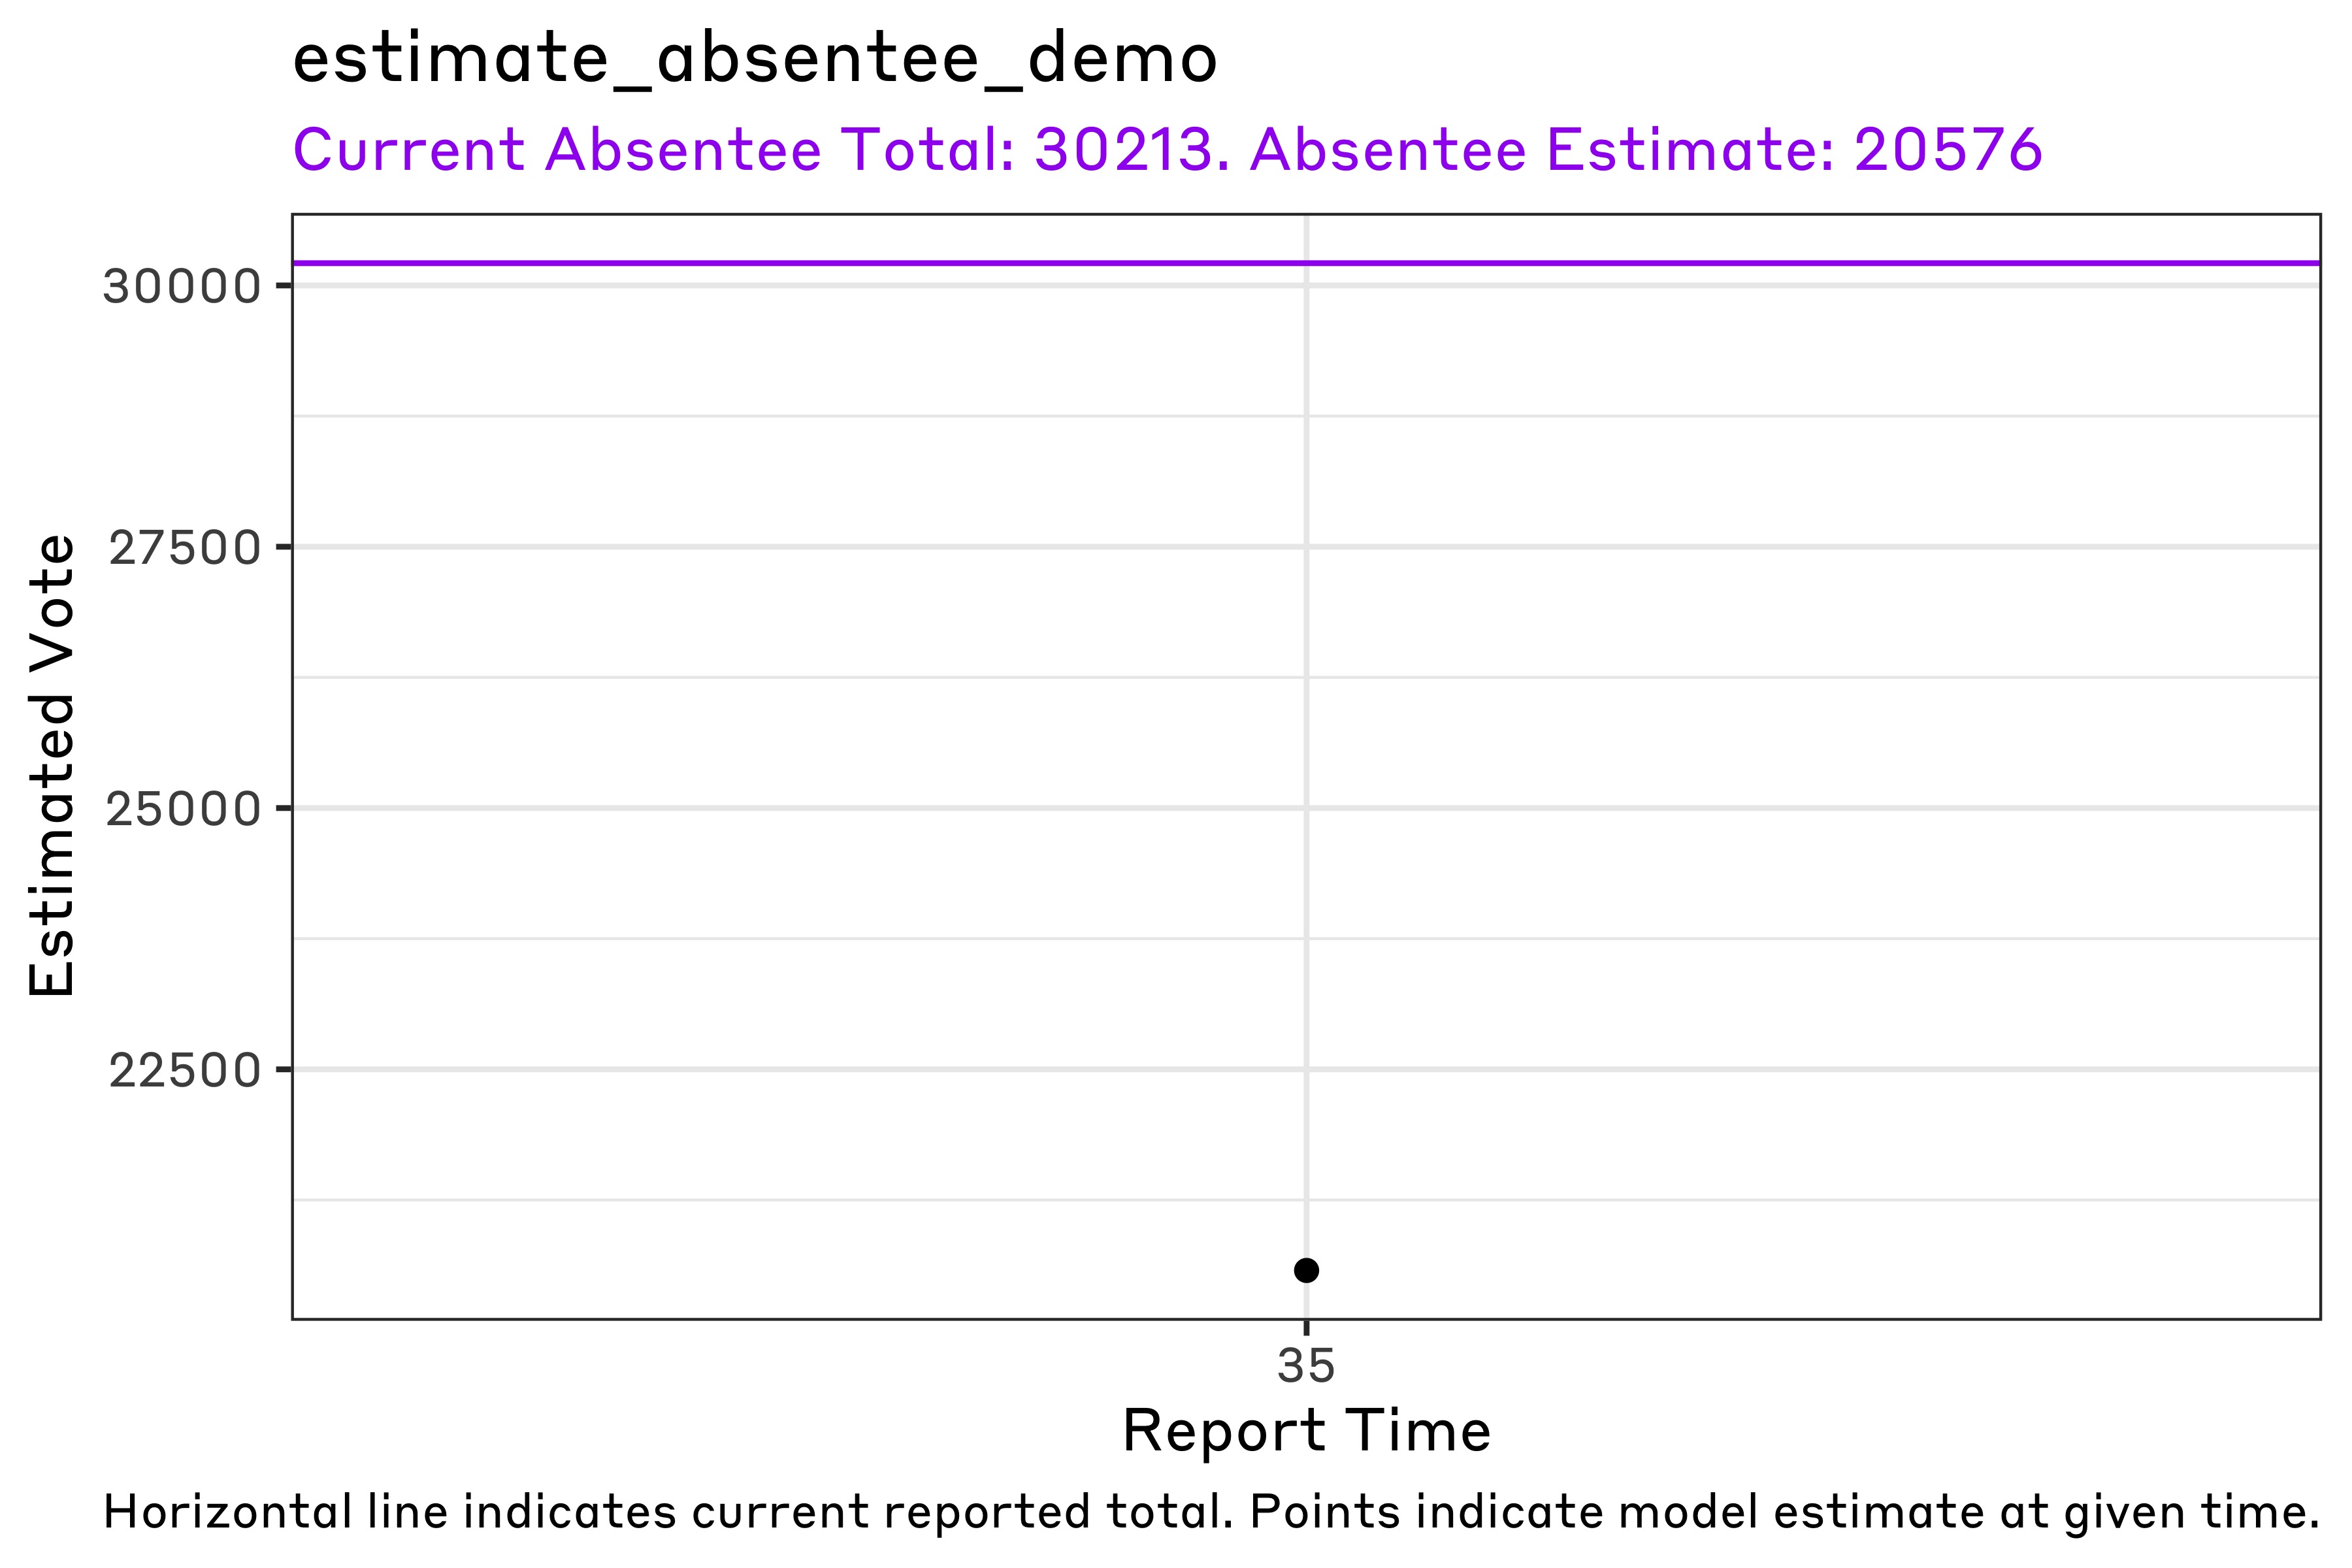 estimate_absentee_demo
Current Absentee Total: 30213. Absentee Estimate: 20576
Estimated Vote
30000
27500
25000
22500
35
Report Time
Horizontal line indicates current reported total. Points indicate model estimate at given time.